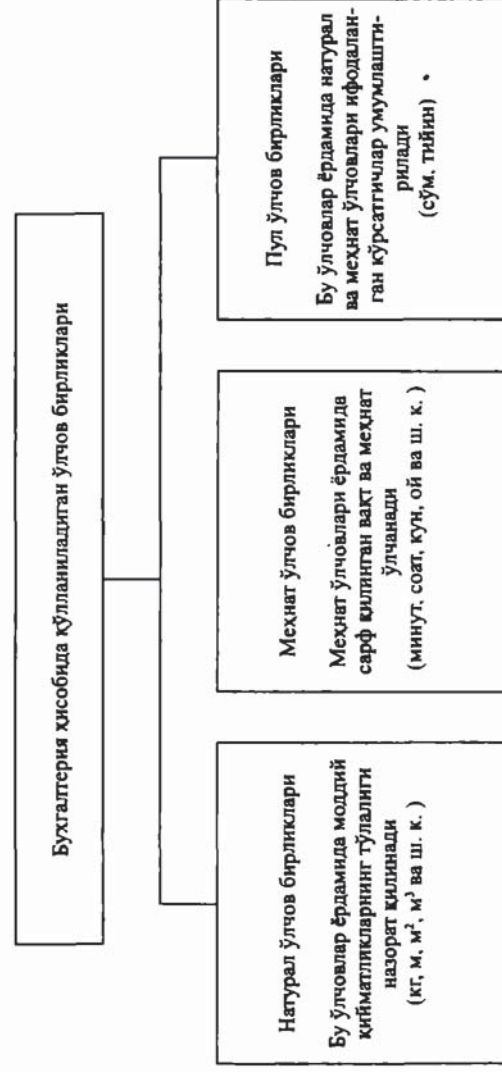 Бухгалтерия ҳисобида қўлланиладиган ўлчов бирликлари
Натурал ўлчов бирликлари
Бу ўлчовлар ёрдамида моддий
қийматликларнинг тўлалиги
назорат қилинади
(кг, м, м², м³ ва ш. к. )
Меҳнат ўлчов бирликлари
Меҳнат ўлчовлари ёрдамида
сарф қилинган вақт ва меҳнат
ўлчанади
(минут, соат, кун, ой ва ш. к. )
Пул ўлчов бирликлари
Бу ўлчовлар ёрдамида натурал
ва меҳнат ўлчовлари ифодалан-
ган кўрсатгичлар умумлашти-
рилади
(сўм, тийин)